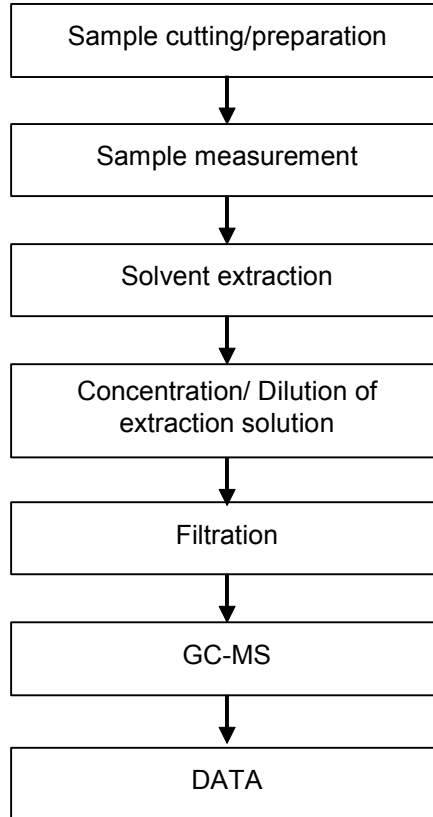 Sample cutting/preparation
Sample measurement
Solvent extraction
Concentration/ Dilution of
extraction solution
Filtration
GC-MS
DATA